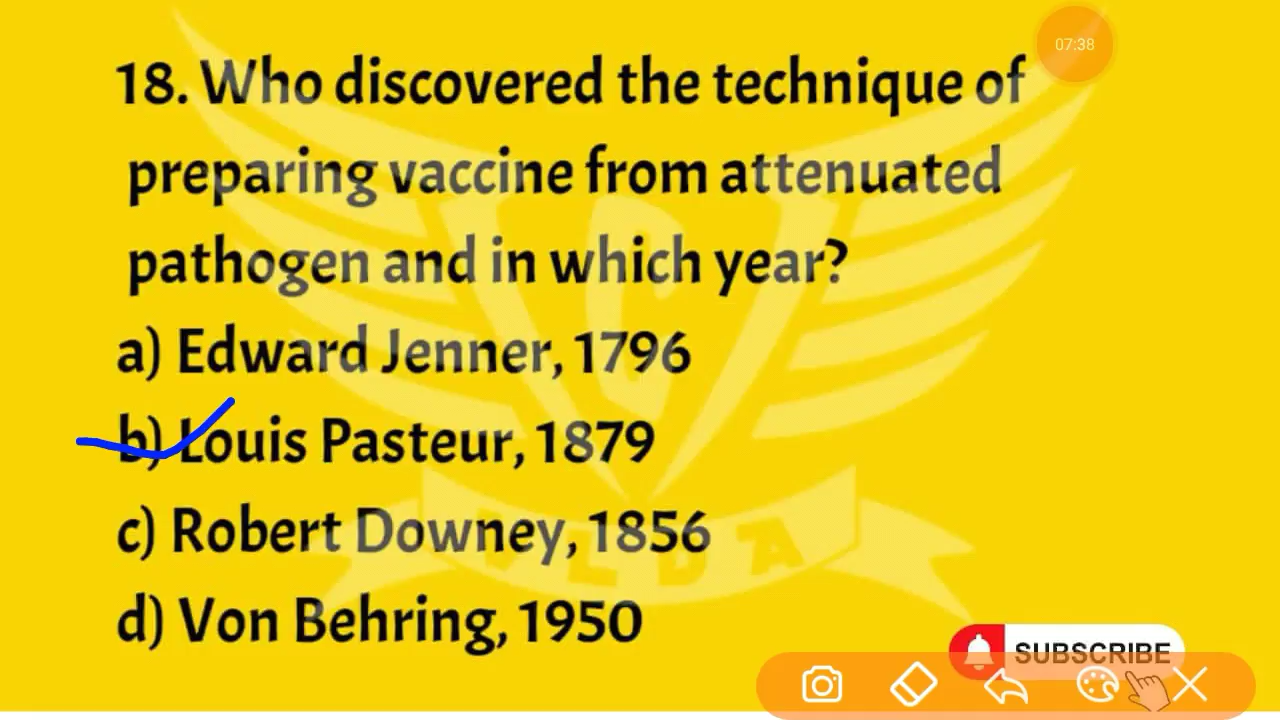 07:38
18. Who discovered the technique of
preparing vaccine from attenuated
pathogen and in which year?
a) Edward Jenner, 1796
b) Louis Pasteur, 1879
c) Robert Downey, 1856
d) Von Behring, 1950
VLDA
SUBSCRIBE